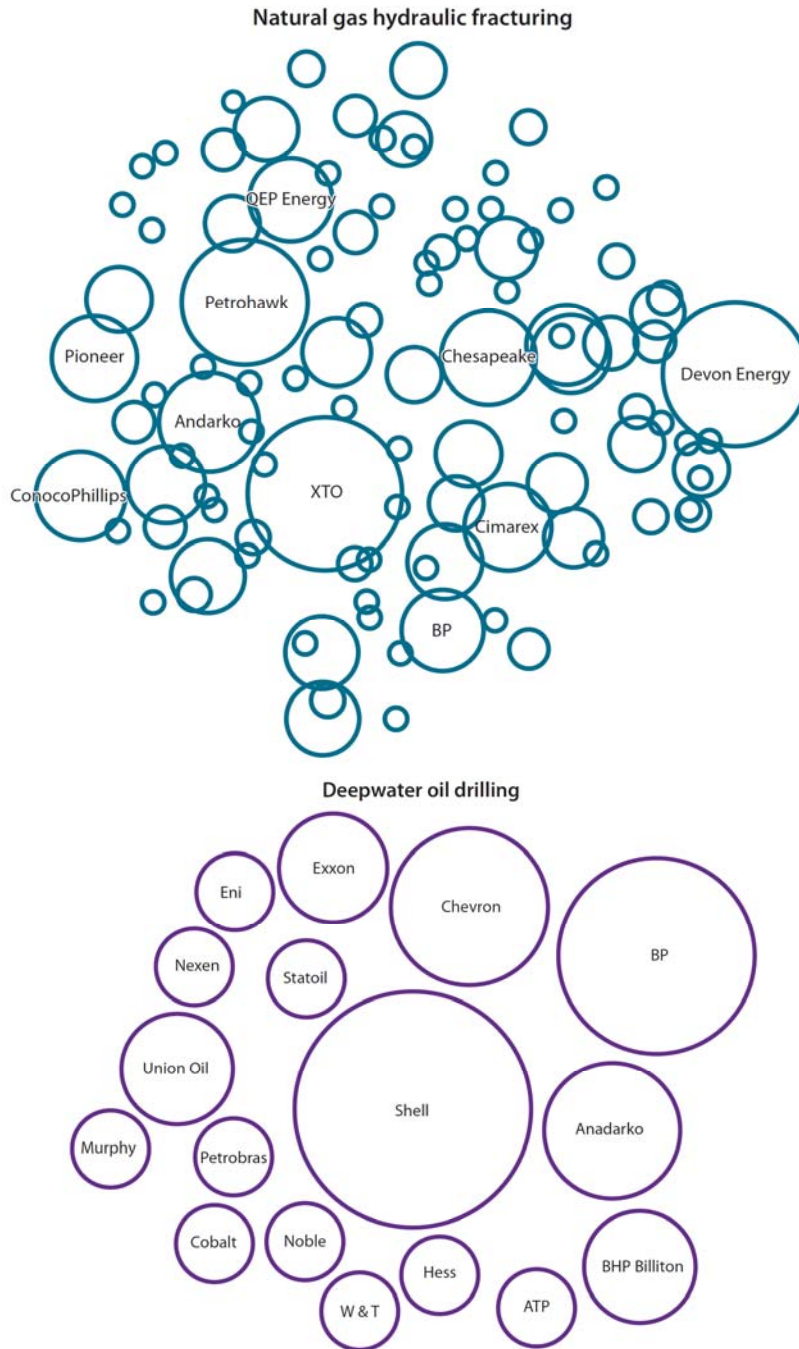 Natural gas hydraulic fracturing
QEP Energy
Petrohawk
Pioneer
Chesapeake
Devon Energy
Andarko
ConocoPhillips
XTO
Cimarex
BP
Deepwater oil drilling
Exxon
Eni
Chevron
BP
Nexen
Statoil
Union Oil
Shell
Anadarko
Murphy
Petrobras
Cobalt
Noble
Hess
BHP Billiton
W & T
ATP